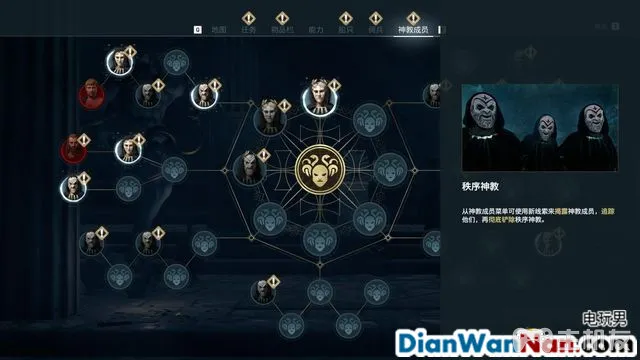 Q 地图 任务 物品栏 能力 船只 佣兵 神教成员
秩序神教
从神教成员菜单可使用新线索来揭露神教成员，追踪
他们，再彻底铲除秩序神教。
电玩男
DianWanNan.com